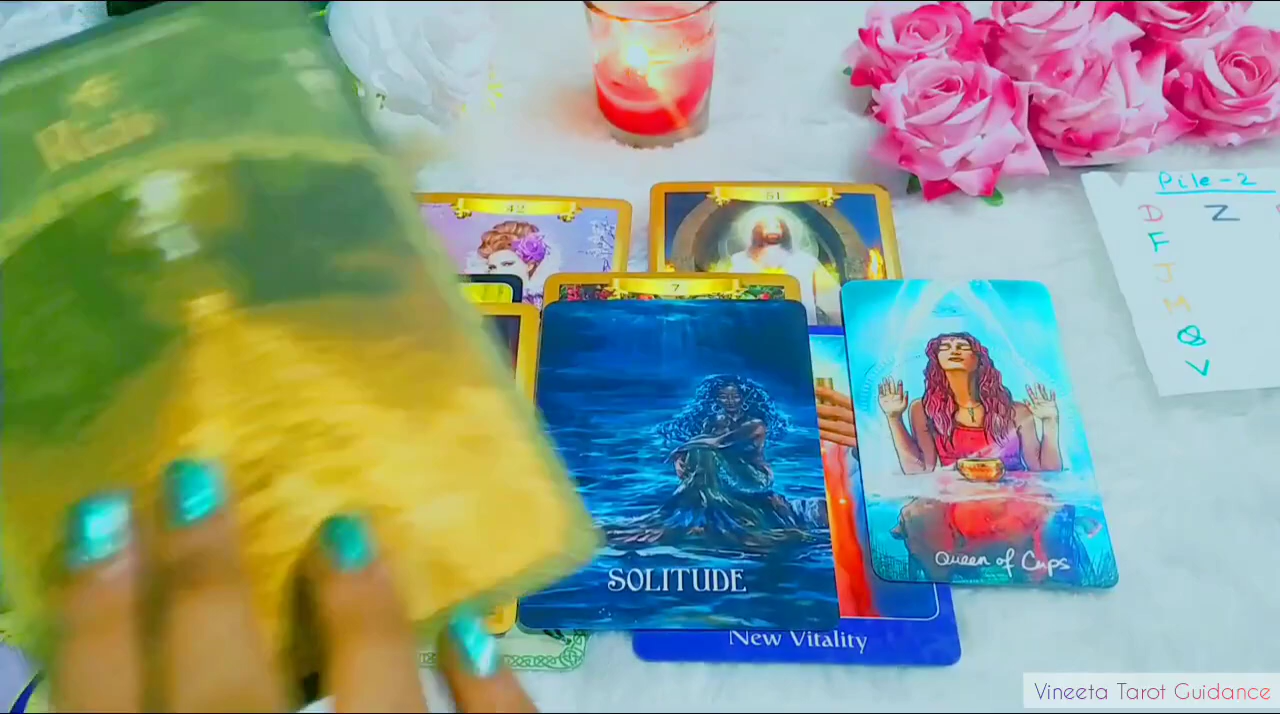 42
51
Pile-2
D Z
F
J
M
Q
V
7
SOLITUDE
Queen of Cups
New Vitality
Vineeta Tarot Guidance